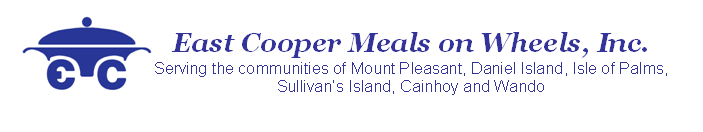 East Cooper Meals on Wheels, Inc.
Serving the communities of Mount Pleasant, Daniel Island, Isle of Palms,
Sullivan's Island, Cainhoy and Wando
EC